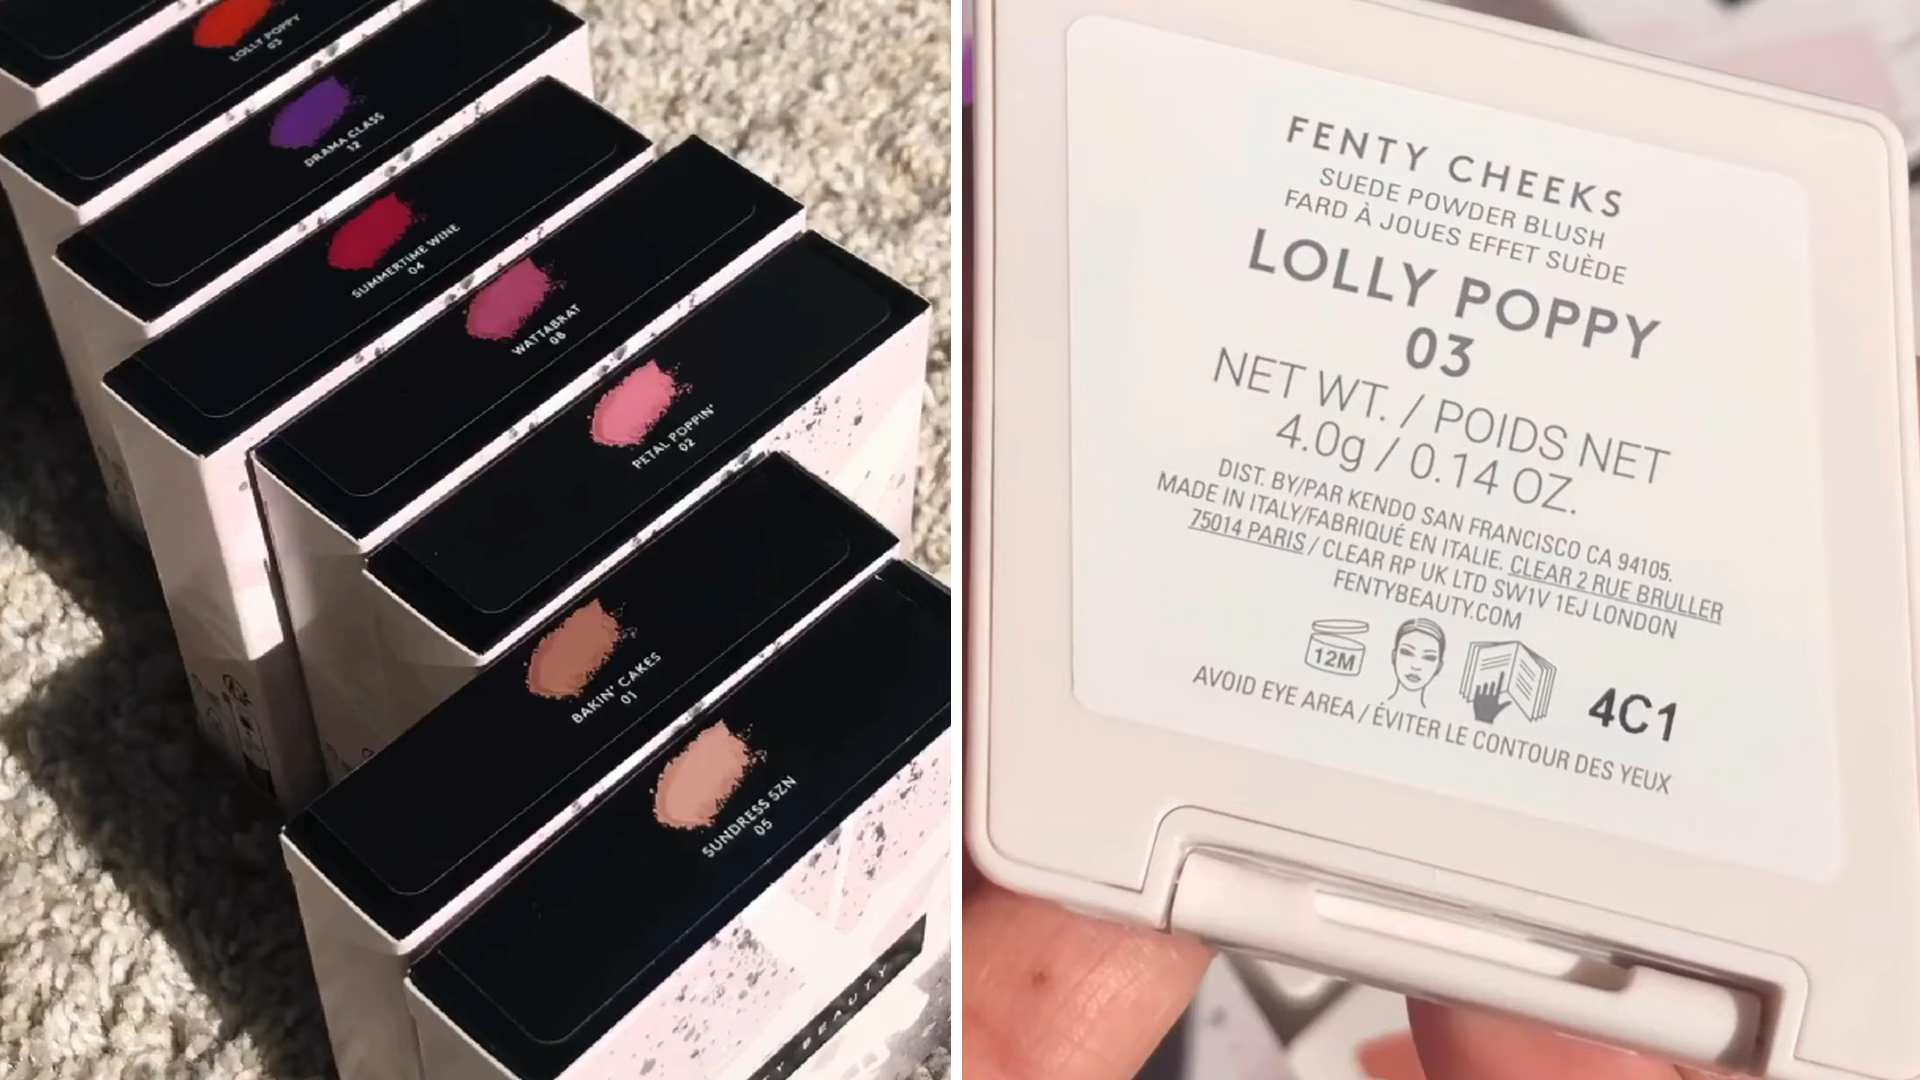 LOLLY POPPY
03
DRAMA CLASS
12
SUMMERTIME WINE
04
WATTABRAT
08
PETAL POPPIN'
02
BAKIN' CAKES
01
SUNDRESS SZN
05
BEAUTY
FENTY CHEEKS
SUEDE POWDER BLUSH
FARD À JOUES EFFET SUÈDE
LOLLY POPPY
03
NET WT. / POIDS NET
4.0g / 0.14 OZ.
DIST. BY/PAR KENDO SAN FRANCISCO CA 94105.
MADE IN ITALY/FABRIQUÉ EN ITALIE. CLEAR 2 RUE BRULLER
75014 PARIS / CLEAR RP UK LTD SW1V 1EJ LONDON
FENTYBEAUTY.COM
12M
4C1
AVOID EYE AREA / ÉVITER LE CONTOUR DES YEUX